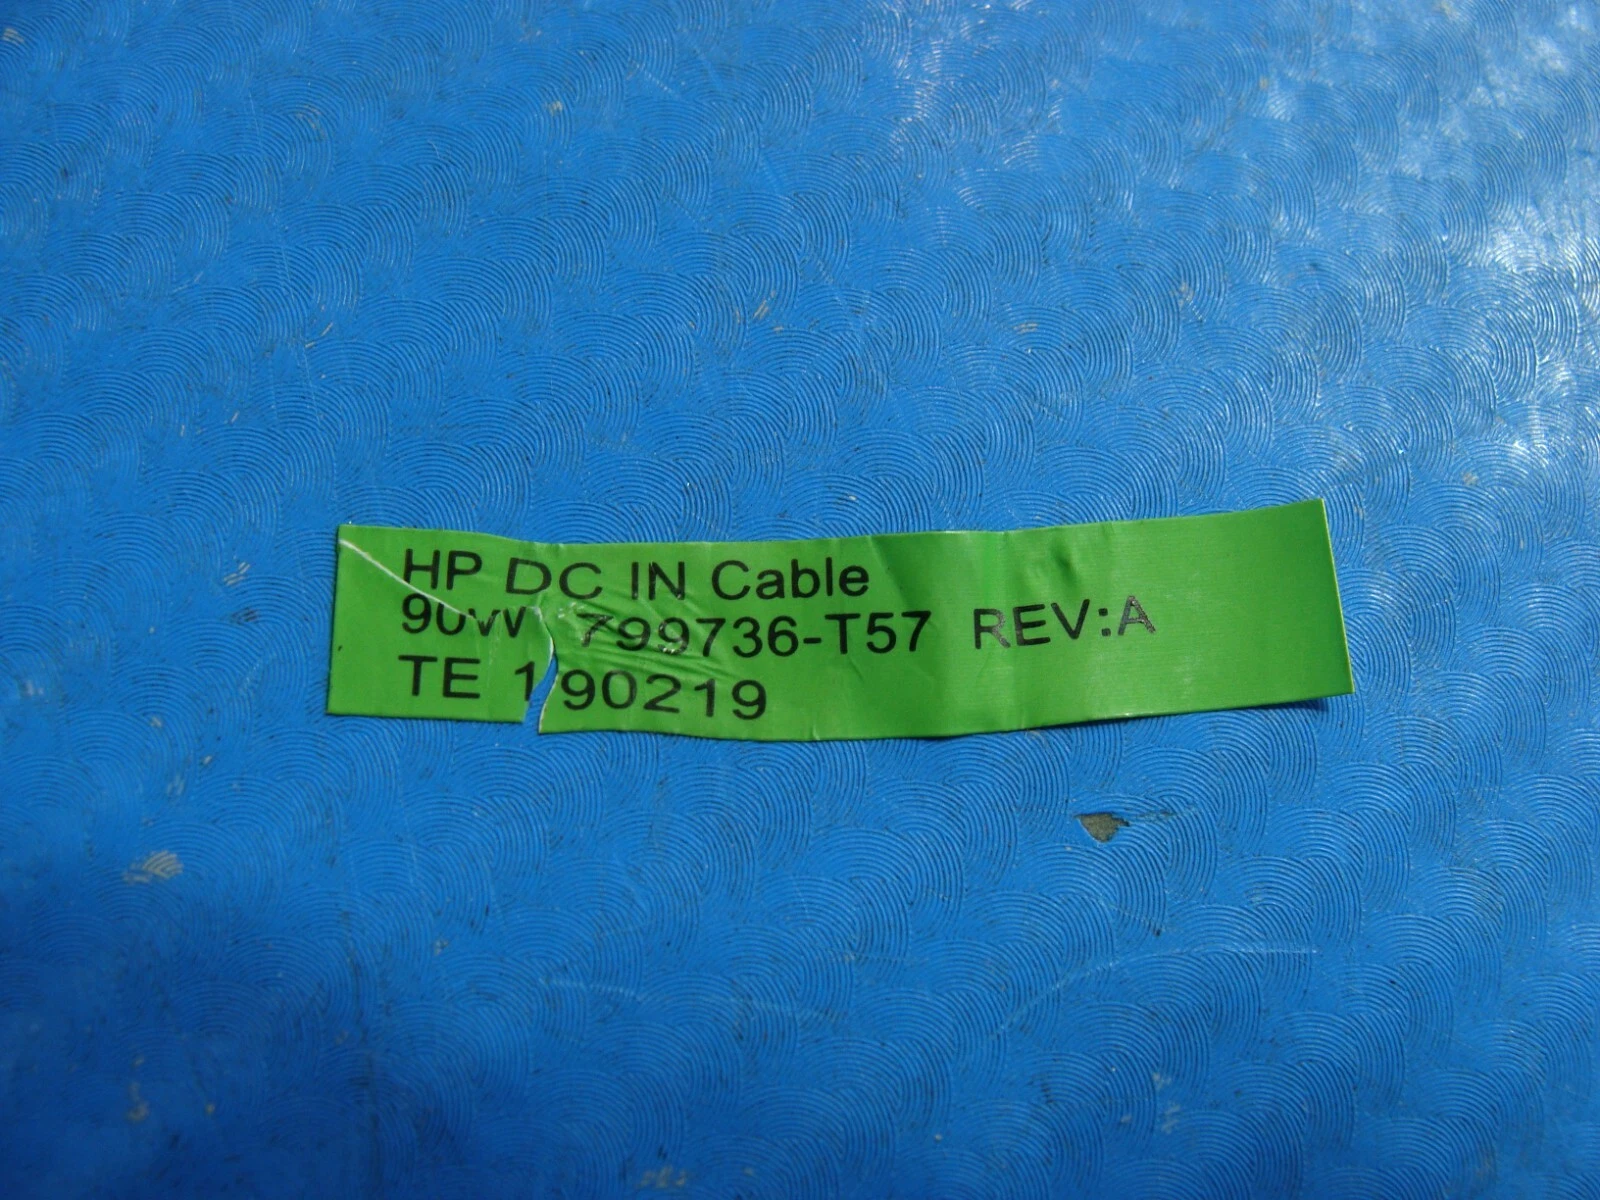 HP DC IN Cable
90W 799736-T57 REV:A
TE 190219